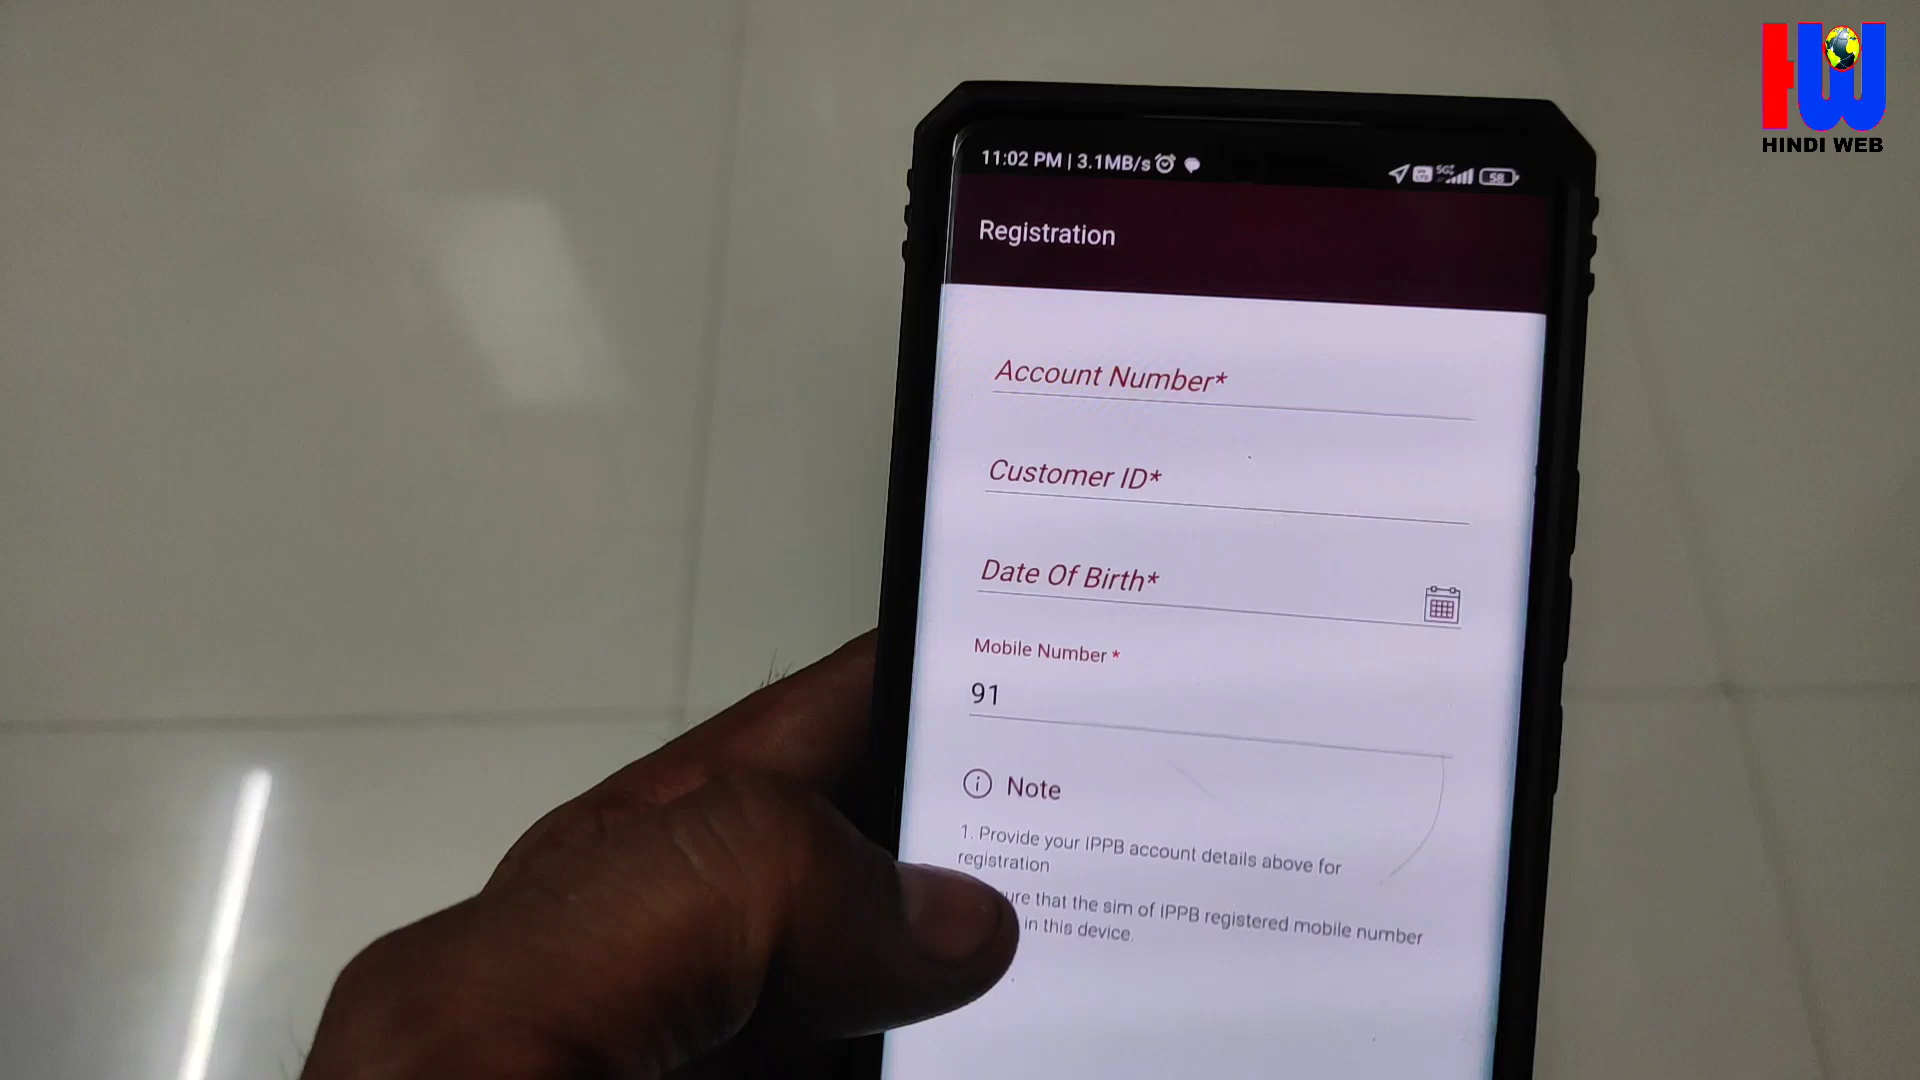 HINDI WEB
11:02 PM | 3.1MB/s
58
Registration
Account Number*
Customer ID*
Date Of Birth*
Mobile Number *
91
Note
1. Provide your IPPB account details above for
registration
that the sim of IPPB registered mobile number
in this device.